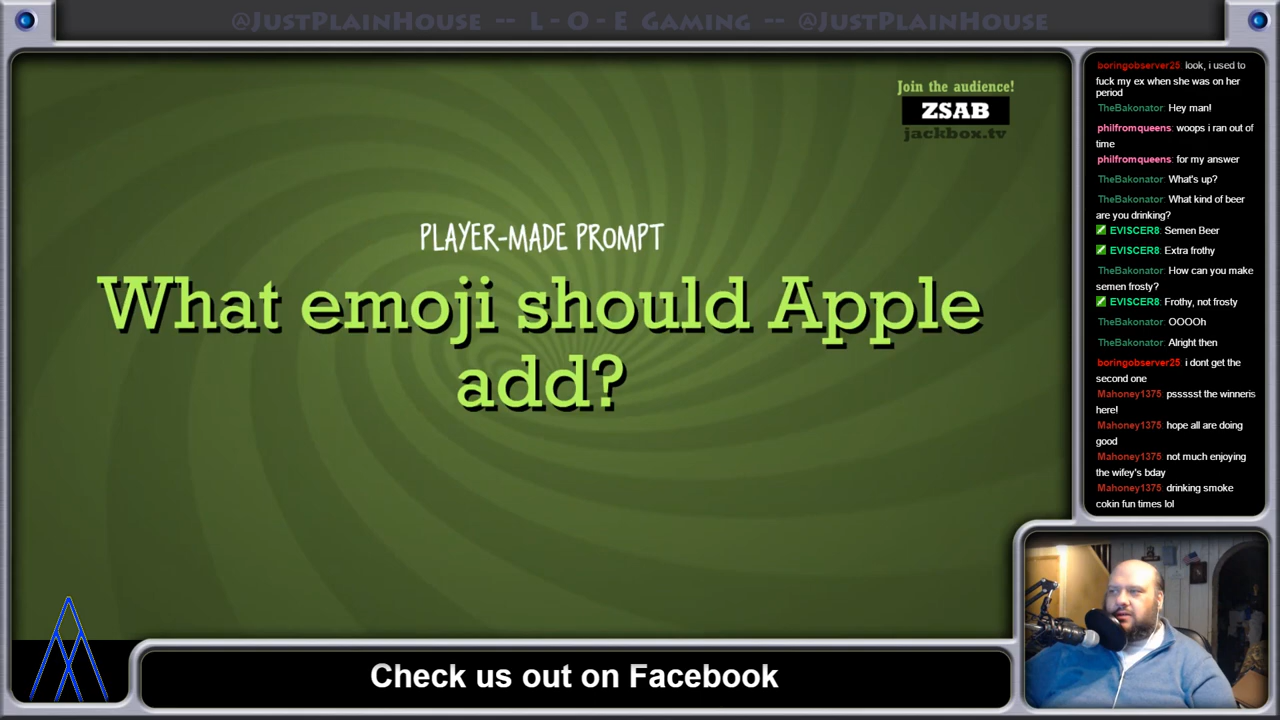 @JustPlainHouse -- L-O-E Gaming -- @JustPlainHouse
Join the audience!
ZSAB
jackbox.tv
PLAYER-MADE PROMPT
What emoji should Apple
add?
boringobserver25: look, i used to
fuck my ex when she was on her
period
TheBakonator: Hey man!
philfromqueens: woops i ran out of
time
philfromqueens: for my answer
TheBakonator: What's up?
TheBakonator: What kind of beer
are you drinking?
EVISCER8: Semen Beer
EVISCER8: Extra frothy
TheBakonator: How can you make
semen frosty?
EVISCER8: Frothy, not frosty
TheBakonator: OOOOh
TheBakonator: Alright then
boringobserver25: i dont get the
second one
Mahoney1375: pssssst the winneris
here!
Mahoney1375: hope all are doing
good
Mahoney1375: not much enjoying
the wifey's bday
Mahoney1375: drinking smoke
cokin fun times lol
Check us out on Facebook